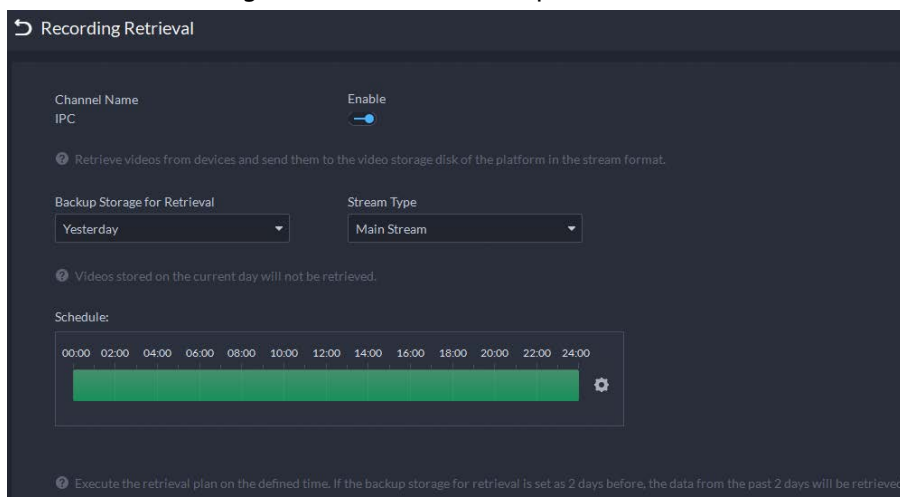 Recording Retrieval
Channel Name Enable
IPC
Retrieve videos from devices and send them to the video storage disk of the platform in the stream format.
Backup Storage for Retrieval Stream Type
Yesterday Main Stream
Videos stored on the current day will not be retrieved.
Schedule:
00:00 02:00 04:00 06:00 08:00 10:00 12:00 14:00 16:00 18:00 20:00 22:00 24:00
Execute the retrieval plan on the defined time. If the backup storage for retrieval is set as 2 days before, the data from the past 2 days will be retrieved